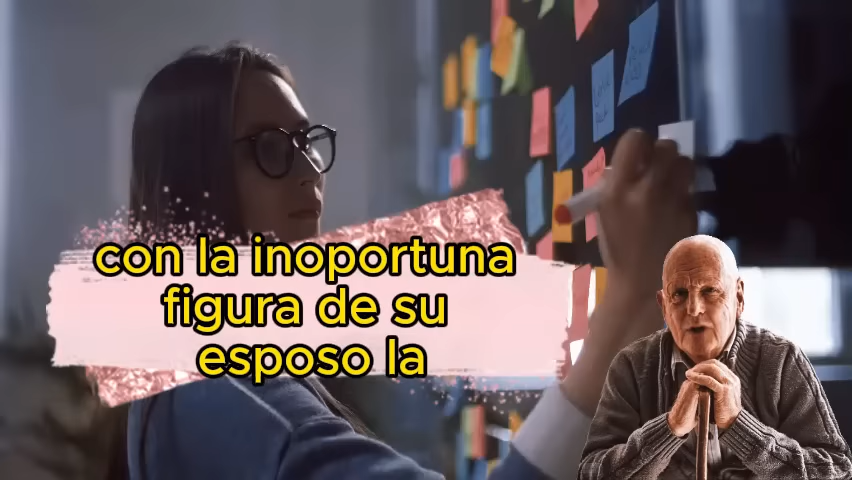 con la inoportuna
figura de su
esposo la